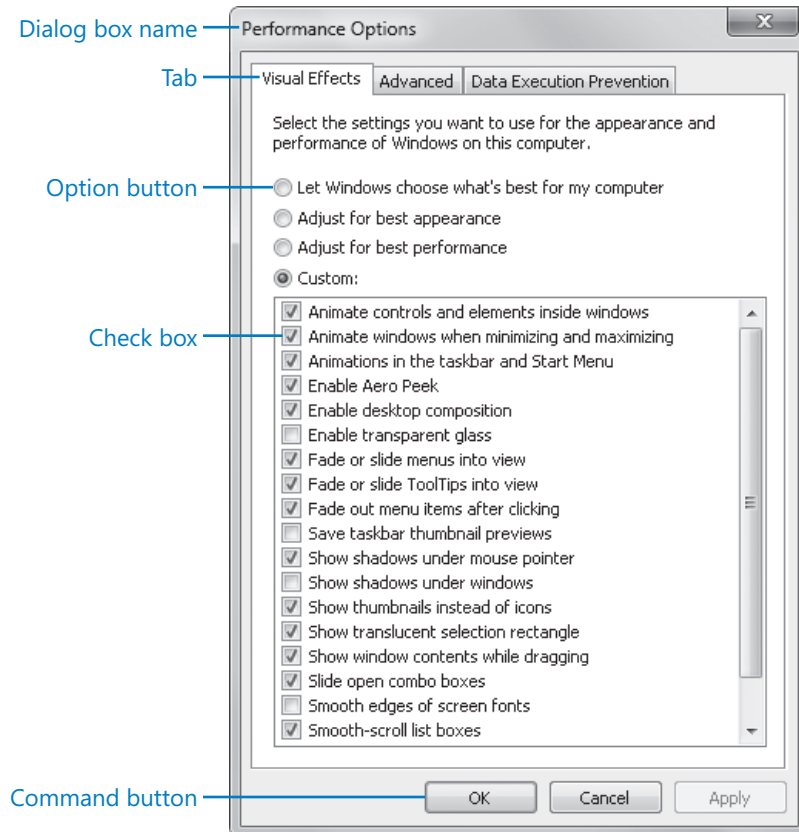 Dialog box name
Performance Options
Tab
Visual Effects
Advanced
Data Execution Prevention
Select the settings you want to use for the appearance and
performance of Windows on this computer.
Option button
Let Windows choose what's best for my computer
Adjust for best appearance
Adjust for best performance
Custom:
Animate controls and elements inside windows
Check box
Animate windows when minimizing and maximizing
Animations in the taskbar and Start Menu
Enable Aero Peek
Enable desktop composition
Enable transparent glass
Fade or slide menus into view
Fade or slide ToolTips into view
Fade out menu items after clicking
Save taskbar thumbnail previews
Show shadows under mouse pointer
Show shadows under windows
Show thumbnails instead of icons
Show translucent selection rectangle
Show window contents while dragging
Slide open combo boxes
Smooth edges of screen fonts
Smooth-scroll list boxes
Command button
OK
Cancel
Apply